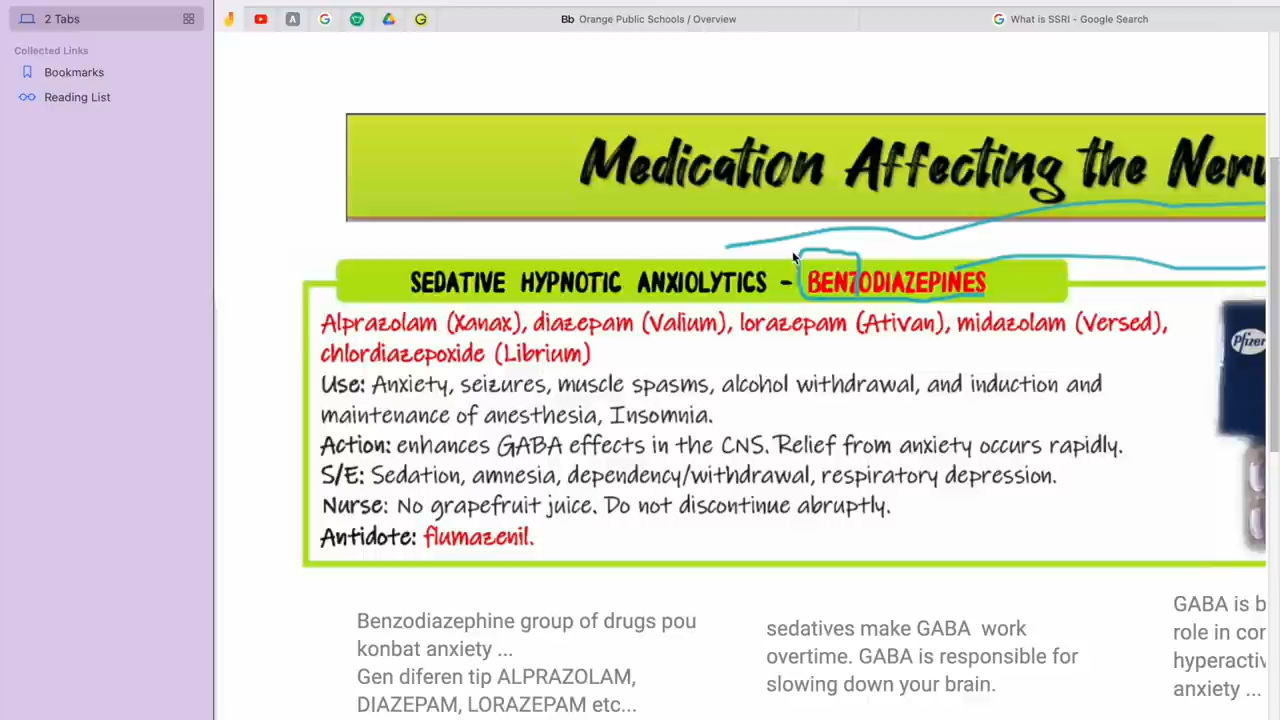 2 Tabs
Orange Public Schools / Overview
What is SSRI - Google Search
Collected Links
Bookmarks
Reading List
Medication Affecting the
SEDATIVE HYPNOTIC ANXIOLYTICS - BENZODIAZEPINES
Alprazolam (Xanax), diazepam (Valium), lorazepam (Ativan), midazolam (Versed),
chlordiazepoxide (Librium)
Use: Anxiety, seizures, muscle spasms, alcohol withdrawal, and induction and
maintenance of anesthesia, Insomnia.
Action: enhances GABA effects in the CNS. Relief from anxiety occurs rapidly.
S/E: Sedation, amnesia, dependency/withdrawal, respiratory depression.
Nurse: No grapefruit juice. Do not discontinue abruptly.
Antidote: flumazenil.
Pfizer
Benzodiazephine group of drugs pou
konbat anxiety ...
Gen diferen tip ALPRAZOLAM,
DIAZEPAM, LORAZEPAM etc...
sedatives make GABA work
overtime. GABA is responsible for
slowing down your brain.
GABA is
role in
anxiety ...